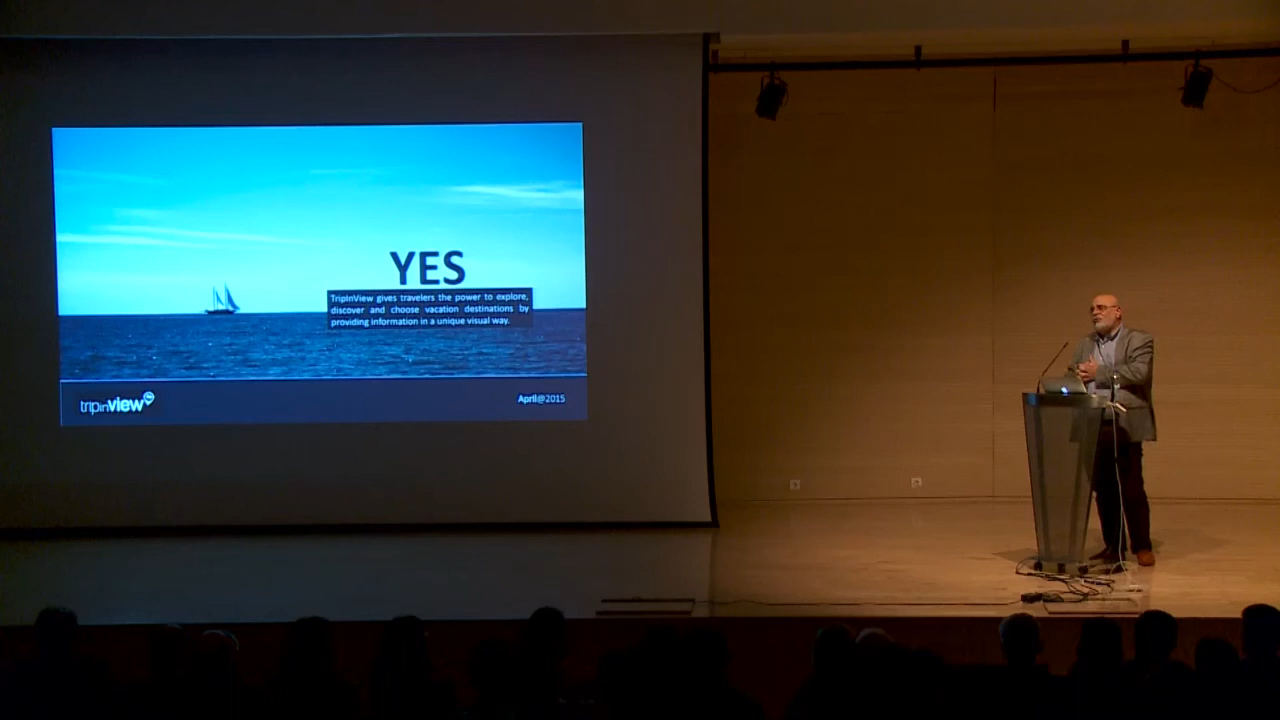 YES
TripInView gives travelers the power to explore,
discover and choose vacation destinations by
providing information in a unique visual way.
tripinview
April@2015